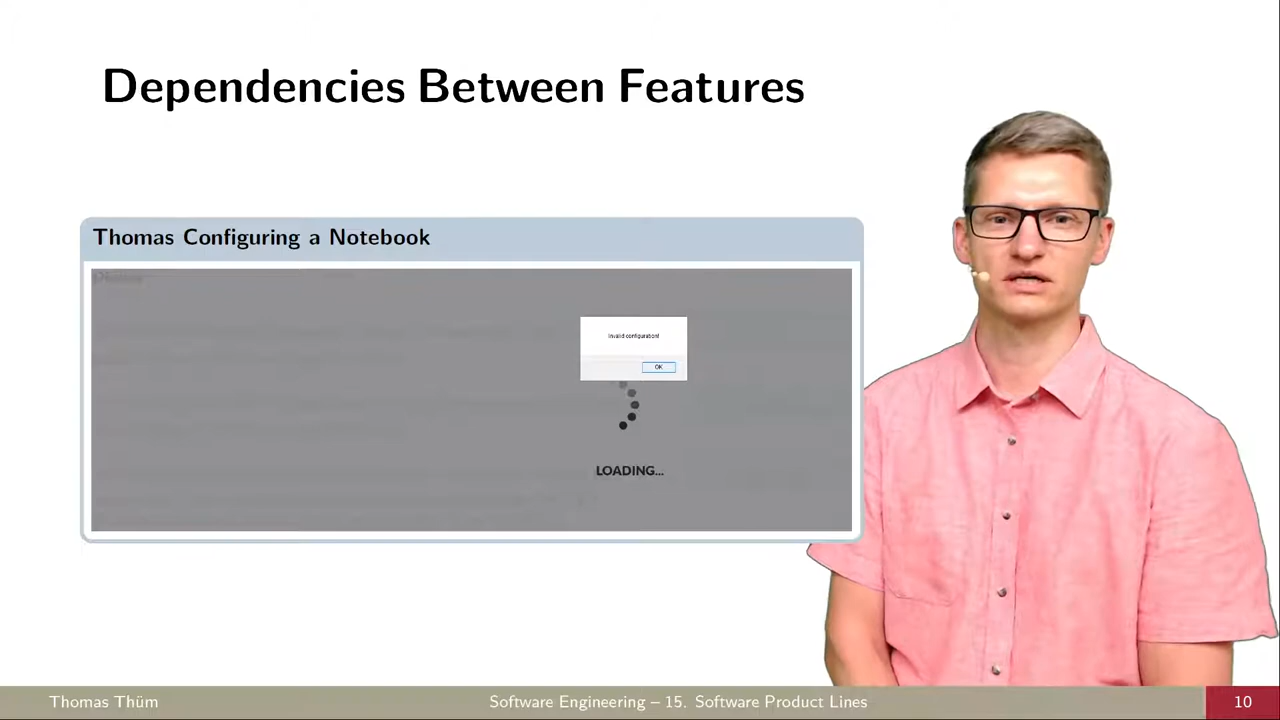 Dependencies Between Features
Thomas Configuring a Notebook
Invalid configuration!
OK
LOADING...
Thomas Thüm
Software Engineering – 15. Software Product Lines
10